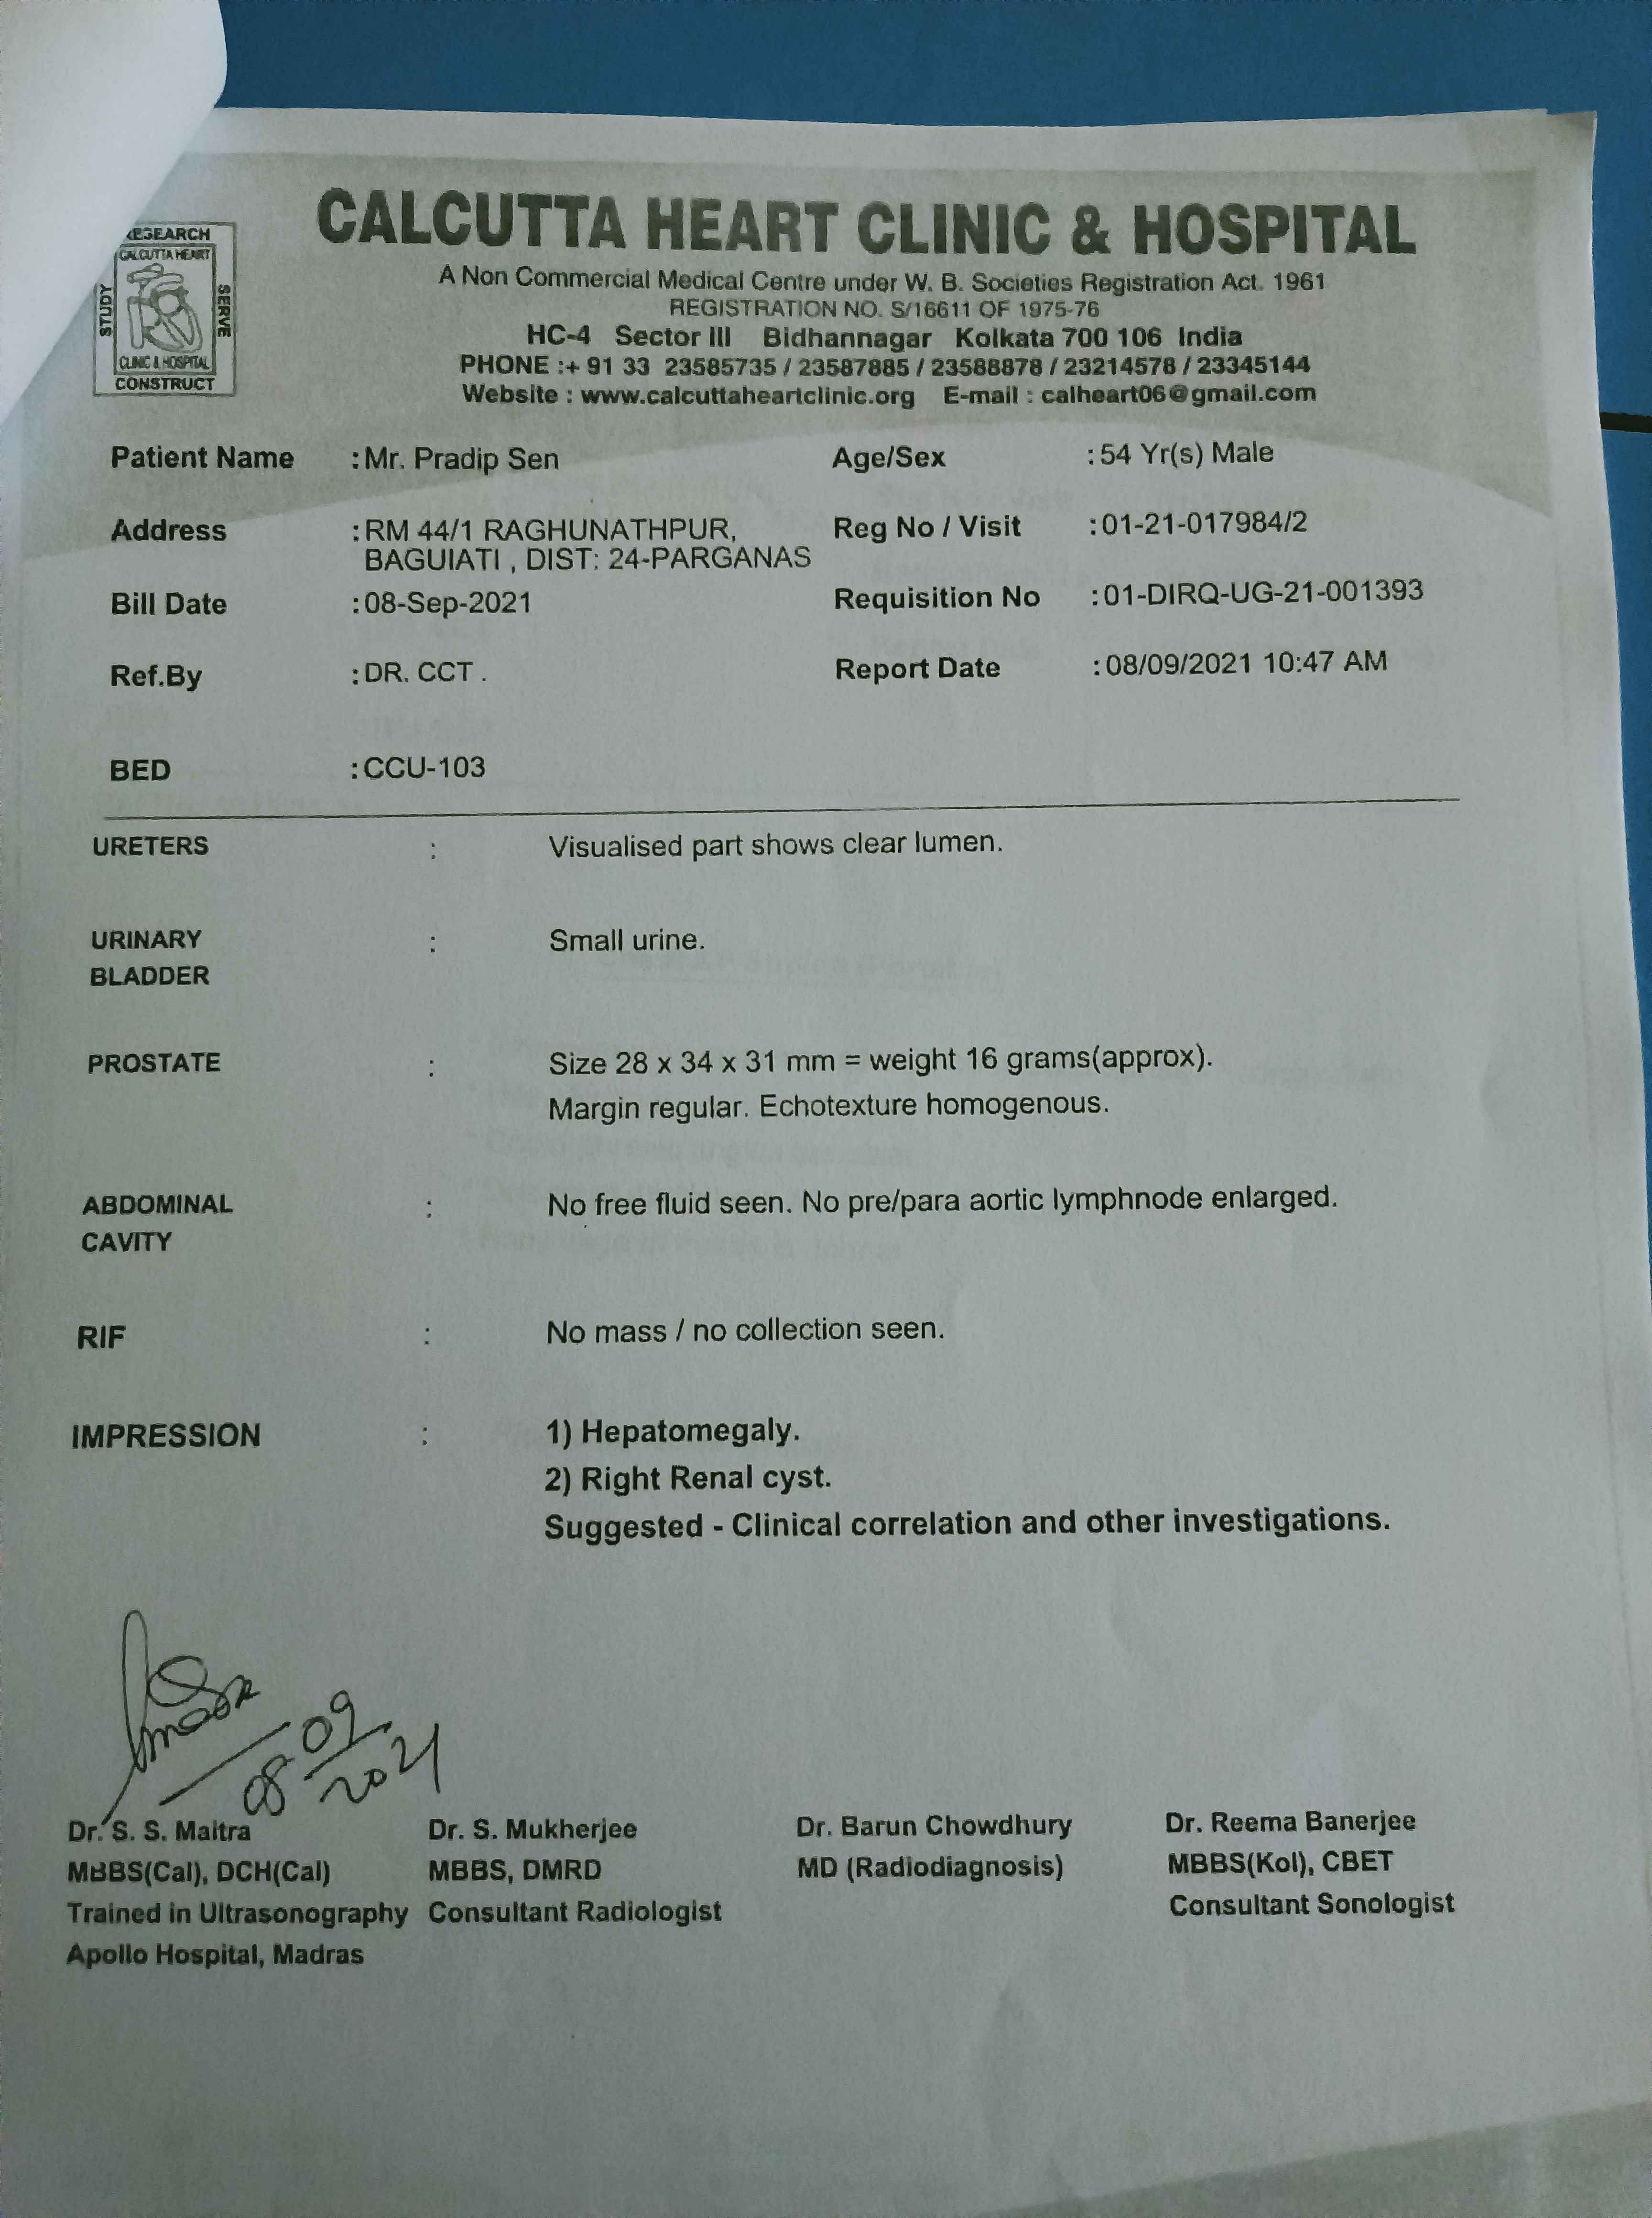 CALCUTTA HEART CLINIC & HOSPITAL
A Non Commercial Medical Centre under W. B. Societies Registration Act. 1961
REGISTRATION NO. S/16611 OF 1975-76
HC-4 Sector III Bidhannagar Kolkata 700 106 India
PHONE :+ 91 33 23585735 / 23587885 / 23588878 / 23214578 / 23345144
Website : www.calcuttaheartclinic.org E-mail : calheart06@gmail.com
RESEARCH
CALCUTTA HEART
STUDY
SERVE
CLINIC & HOSPITAL
CONSTRUCT
Patient Name : Mr. Pradip Sen Age/Sex : 54 Yr(s) Male
Address : RM 44/1 RAGHUNATHPUR, Reg No / Visit : 01-21-017984/2
BAGUIATI , DIST: 24-PARGANAS
Bill Date : 08-Sep-2021 Requisition No : 01-DIRQ-UG-21-001393
Ref.By : DR. CCT . Report Date : 08/09/2021 10:47 AM
BED : CCU-103
URETERS : Visualised part shows clear lumen.
URINARY : Small urine.
BLADDER
PROSTATE : Size 28 x 34 x 31 mm = weight 16 grams(approx).
Margin regular. Echotexture homogenous.
ABDOMINAL : No free fluid seen. No pre/para aortic lymphnode enlarged.
CAVITY
RIF : No mass / no collection seen.
IMPRESSION : 1) Hepatomegaly.
2) Right Renal cyst.
Suggested - Clinical correlation and other investigations.
08 09
2021
Dr. S. S. Maitra Dr. S. Mukherjee Dr. Barun Chowdhury Dr. Reema Banerjee
MBBS(Cal), DCH(Cal) MBBS, DMRD MD (Radiodiagnosis) MBBS(Kol), CBET
Trained in Ultrasonography Consultant Radiologist Consultant Sonologist
Apollo Hospital, Madras